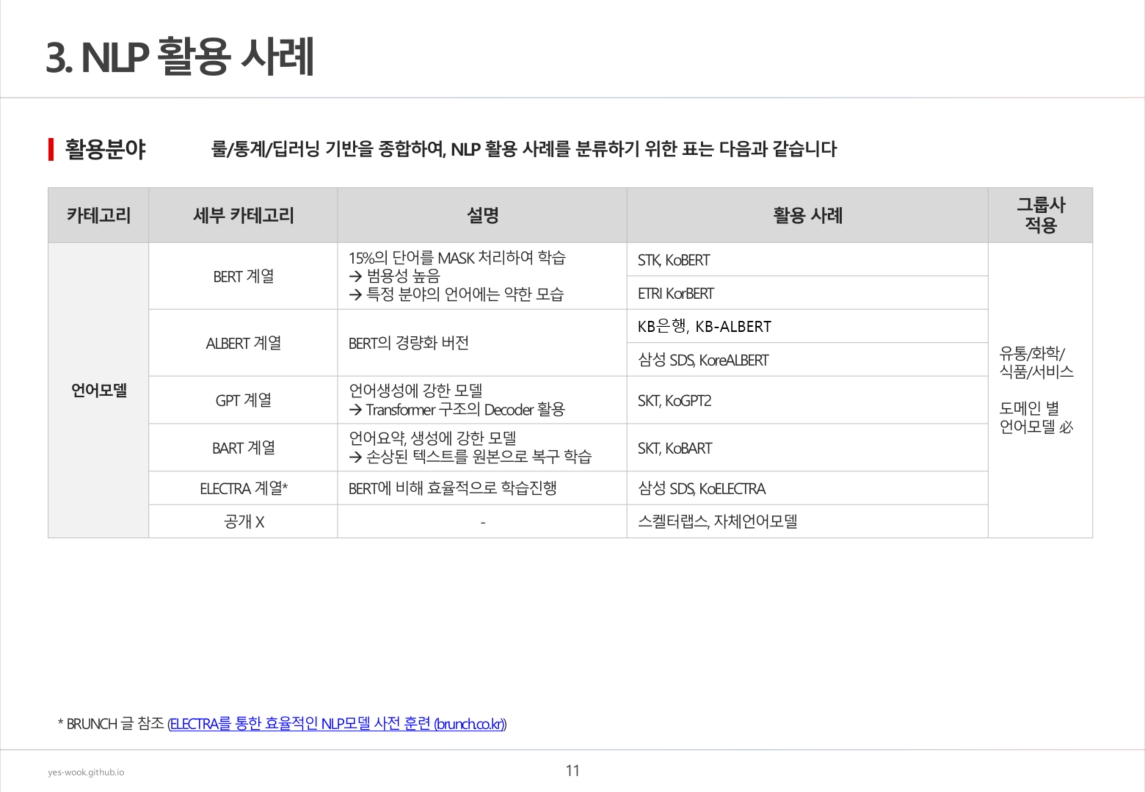 3. NLP 활용 사례
활용분야
룰/통계/딥러닝 기반을 종합하여, NLP 활용 사례를 분류하기 위한 표는 다음과 같습니다
카테고리
세부 카테고리
설명
활용 사례
그룹사
적용
언어모델
BERT 계열
15%의 단어를 MASK 처리하여 학습
→ 범용성 높음
→ 특정 분야의 언어에는 약한 모습
STK, KoBERT
ETRI KorBERT
ALBERT 계열
BERT의 경량화 버전
KB은행, KB-ALBERT
삼성 SDS, KoreALBERT
GPT 계열
언어생성에 강한 모델
→ Transformer 구조의 Decoder 활용
SKT, KoGPT2
BART 계열
언어요약, 생성에 강한 모델
→ 손상된 텍스트를 원본으로 복구 학습
SKT, KoBART
ELECTRA 계열*
BERT에 비해 효율적으로 학습진행
삼성 SDS, KoELECTRA
공개 X
-
스켈터랩스, 자체언어모델
유통/화학/
식품/서비스
도메인 별
언어모델 必
* BRUNCH 글 참조 (ELECTRA를 통한 효율적인 NLP모델 사전 훈련 (brunch.co.kr))
yes-wook.github.io
11